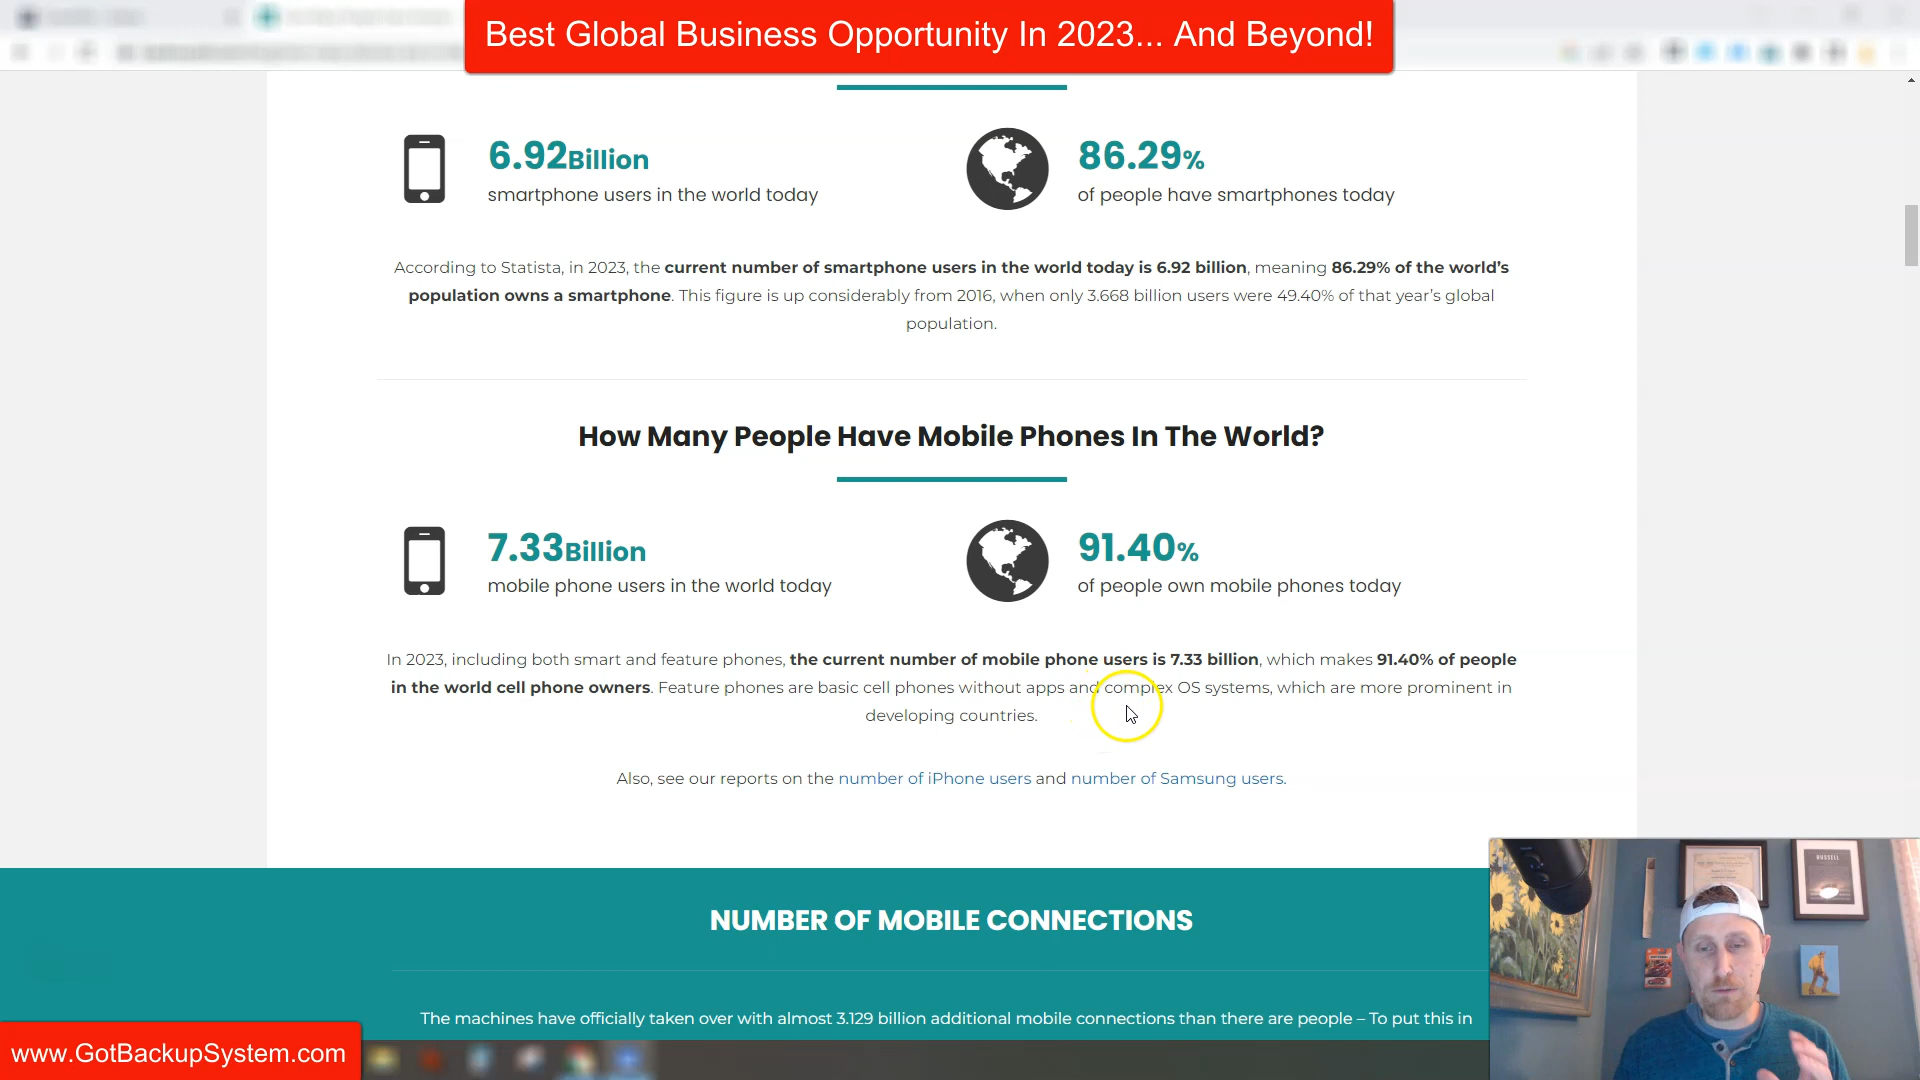 Best Global Business Opportunity In 2023... And Beyond!
6.92Billion
smartphone users in the world today
86.29%
of people have smartphones today
According to Statista, in 2023, the current number of smartphone users in the world today is 6.92 billion, meaning 86.29% of the world's
population owns a smartphone. This figure is up considerably from 2016, when only 3.668 billion users were 49.40% of that year's global
population.
How Many People Have Mobile Phones In The World?
7.33Billion
mobile phone users in the world today
91.40%
of people own mobile phones today
In 2023, including both smart and feature phones, the current number of mobile phone users is 7.33 billion, which makes 91.40% of people
in the world cell phone owners. Feature phones are basic cell phones without apps and complex OS systems, which are more prominent in
developing countries.
Also, see our reports on the number of iPhone users and number of Samsung users.
NUMBER OF MOBILE CONNECTIONS
The machines have officially taken over with almost 3.129 billion additional mobile connections than there are people – To put this in
RUSSELL
www.GotBackupSystem.com